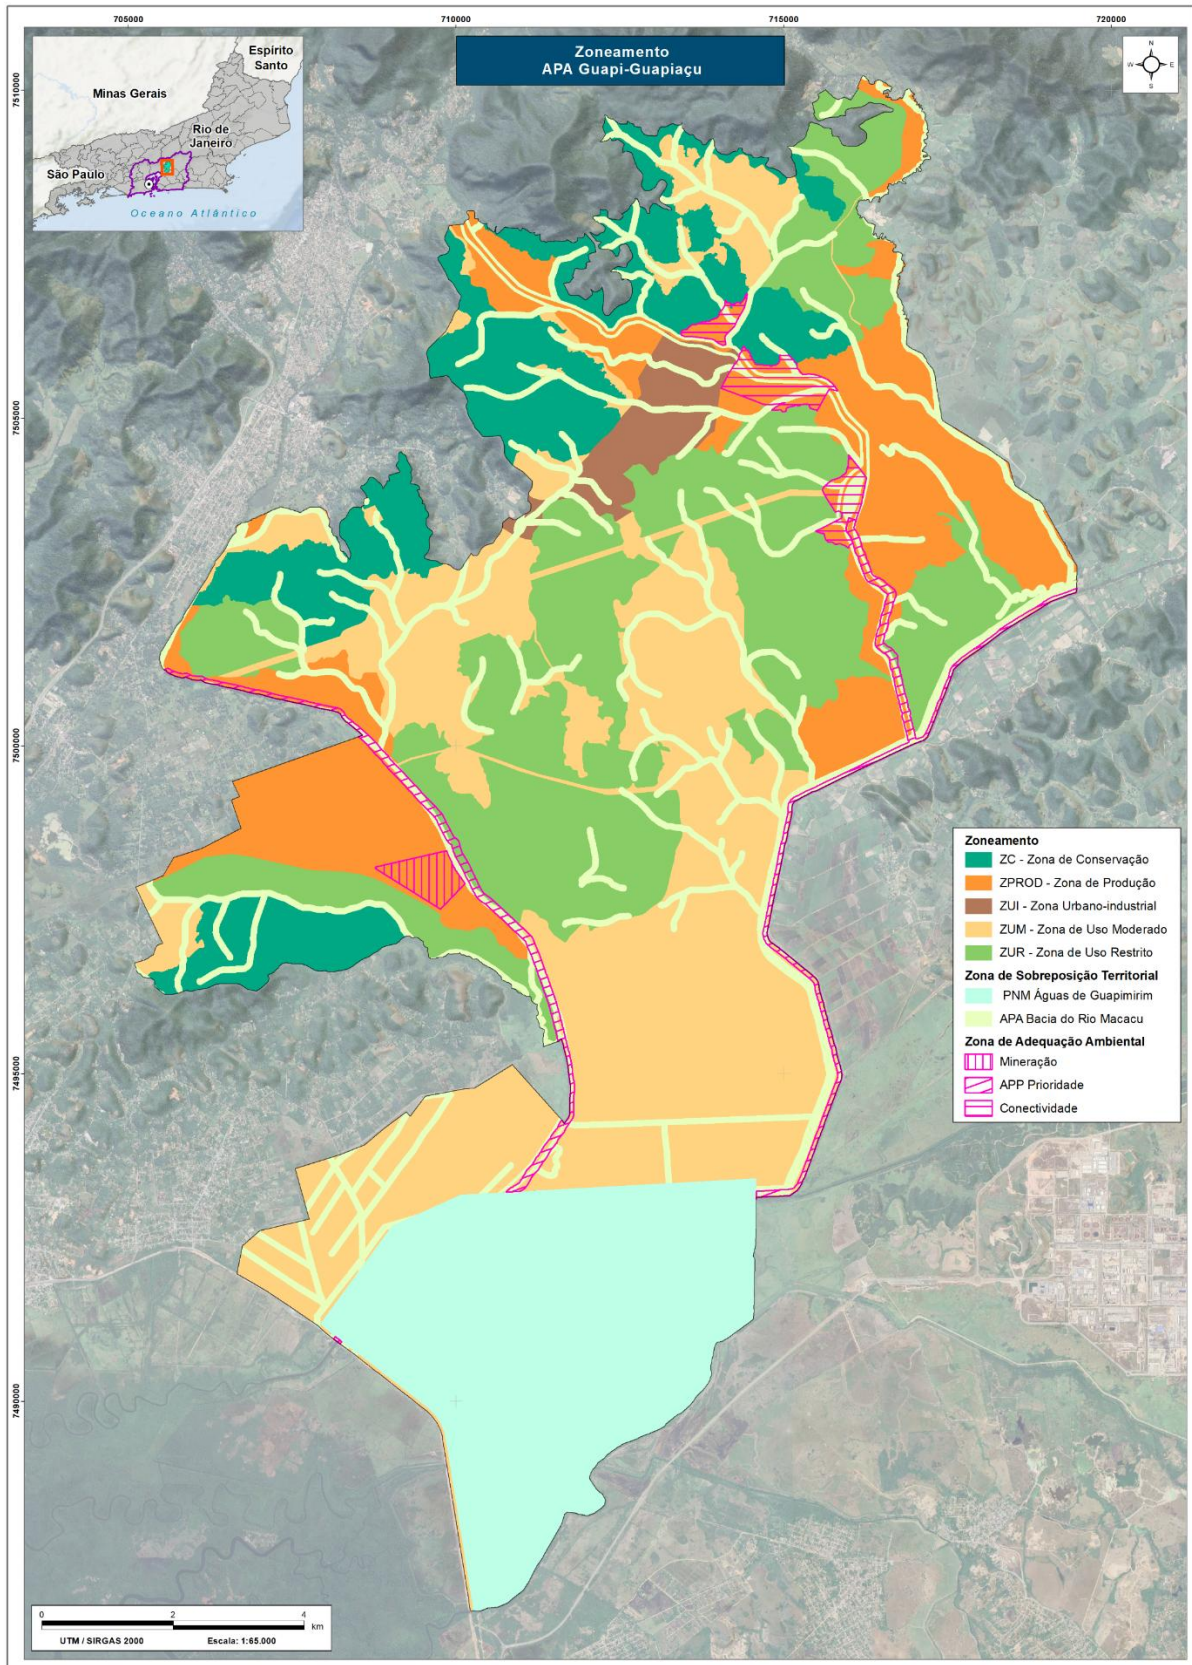 705000
710000
715000
720000
Zoneamento
APA Guapi-Guapiaçu
Espírito
Santo
Minas Gerais
Rio de
Janeiro
São Paulo
Oceano Atlântico
N
W E
S
7510000
7505000
7500000
7495000
7490000
Zoneamento
ZC - Zona de Conservação
ZPROD - Zona de Produção
ZUI - Zona Urbano-industrial
ZUM - Zona de Uso Moderado
ZUR - Zona de Uso Restrito
Zona de Sobreposição Territorial
PNM Águas de Guapimirim
APA Bacia do Rio Macacu
Zona de Adequação Ambiental
Mineração
APP Prioridade
Conectividade
0 2 4
km
UTM / SIRGAS 2000 Escala: 1:65.000